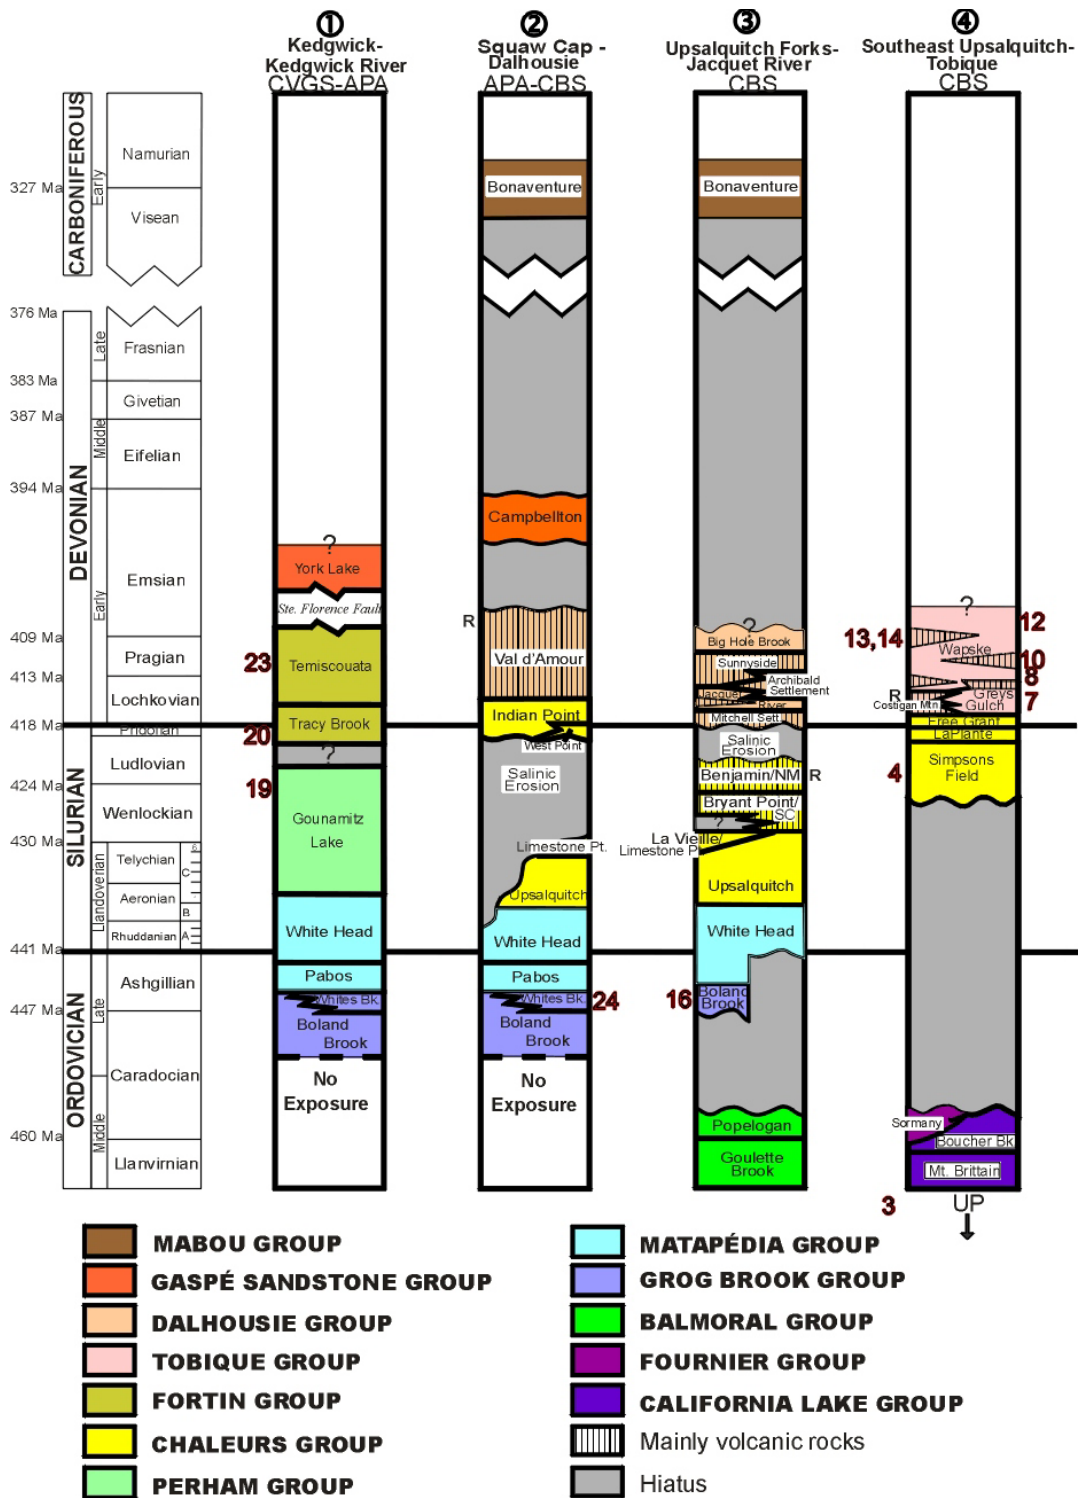 1
Kedgwick-
Kedgwick River
CVGS-APA
2
Squaw Cap -
Dalhousie
APA-CBS
3
Upsalquitch Forks-
Jacquet River
CBS
4
Southeast Upsalquitch-
Tobique
CBS
CARBONIFEROUS
Early
Namurian
327 Ma
Visean
DEVONIAN
376 Ma
Late
Frasnian
383 Ma
Givetian
387 Ma
Middle
Eifelian
394 Ma
Early
Emsian
409 Ma
Pragian
413 Ma
Lochkovian
418 Ma
SILURIAN
Pridolian
Ludlovian
424 Ma
Wenlockian
430 Ma
Llandoverian
Telychian
C
Aeronian
B
Rhuddanian
A
441 Ma
ORDOVICIAN
Late
Ashgillian
447 Ma
Caradocian
Middle
460 Ma
Llanvirnian
?
York Lake
Ste. Florence Fault
23
Temiscouata
Tracy Brook
20
?
19
Gounamitz
Lake
White Head
Pabos
Whites Bk.
Boland
Brook
No
Exposure
Bonaventure
Campbellton
R
Val d'Amour
Indian Point
West Point
Salinic
Erosion
Limestone Pt.
Upsalquitch
White Head
Pabos
Whites Bk.
24
Boland
Brook
No
Exposure
Bonaventure
?
Big Hole Brook
Sunnyside
Archibald
Settlement
Jacquet
River
Mitchell Sett.
Salinic
Erosion
Benjamin/NM
R
Bryant Point/
SC
?
La Vieille/
Limestone Pt.
Upsalquitch
White Head
16
Boland
Brook
Popelogan
Goulette
Brook
?
12
13,14
Wapske
10
8
R
Greys
Gulch
7
Costigan Mtn.
Free Grant
LaPlante
4
Simpsons
Field
Sormany
Boucher Bk
Mt. Brittain
3
UP
MABOU GROUP
GASPÉ SANDSTONE GROUP
DALHOUSIE GROUP
TOBIQUE GROUP
FORTIN GROUP
CHALEURS GROUP
PERHAM GROUP
MATAPÉDIA GROUP
GROG BROOK GROUP
BALMORAL GROUP
FOURNIER GROUP
CALIFORNIA LAKE GROUP
Mainly volcanic rocks
Hiatus